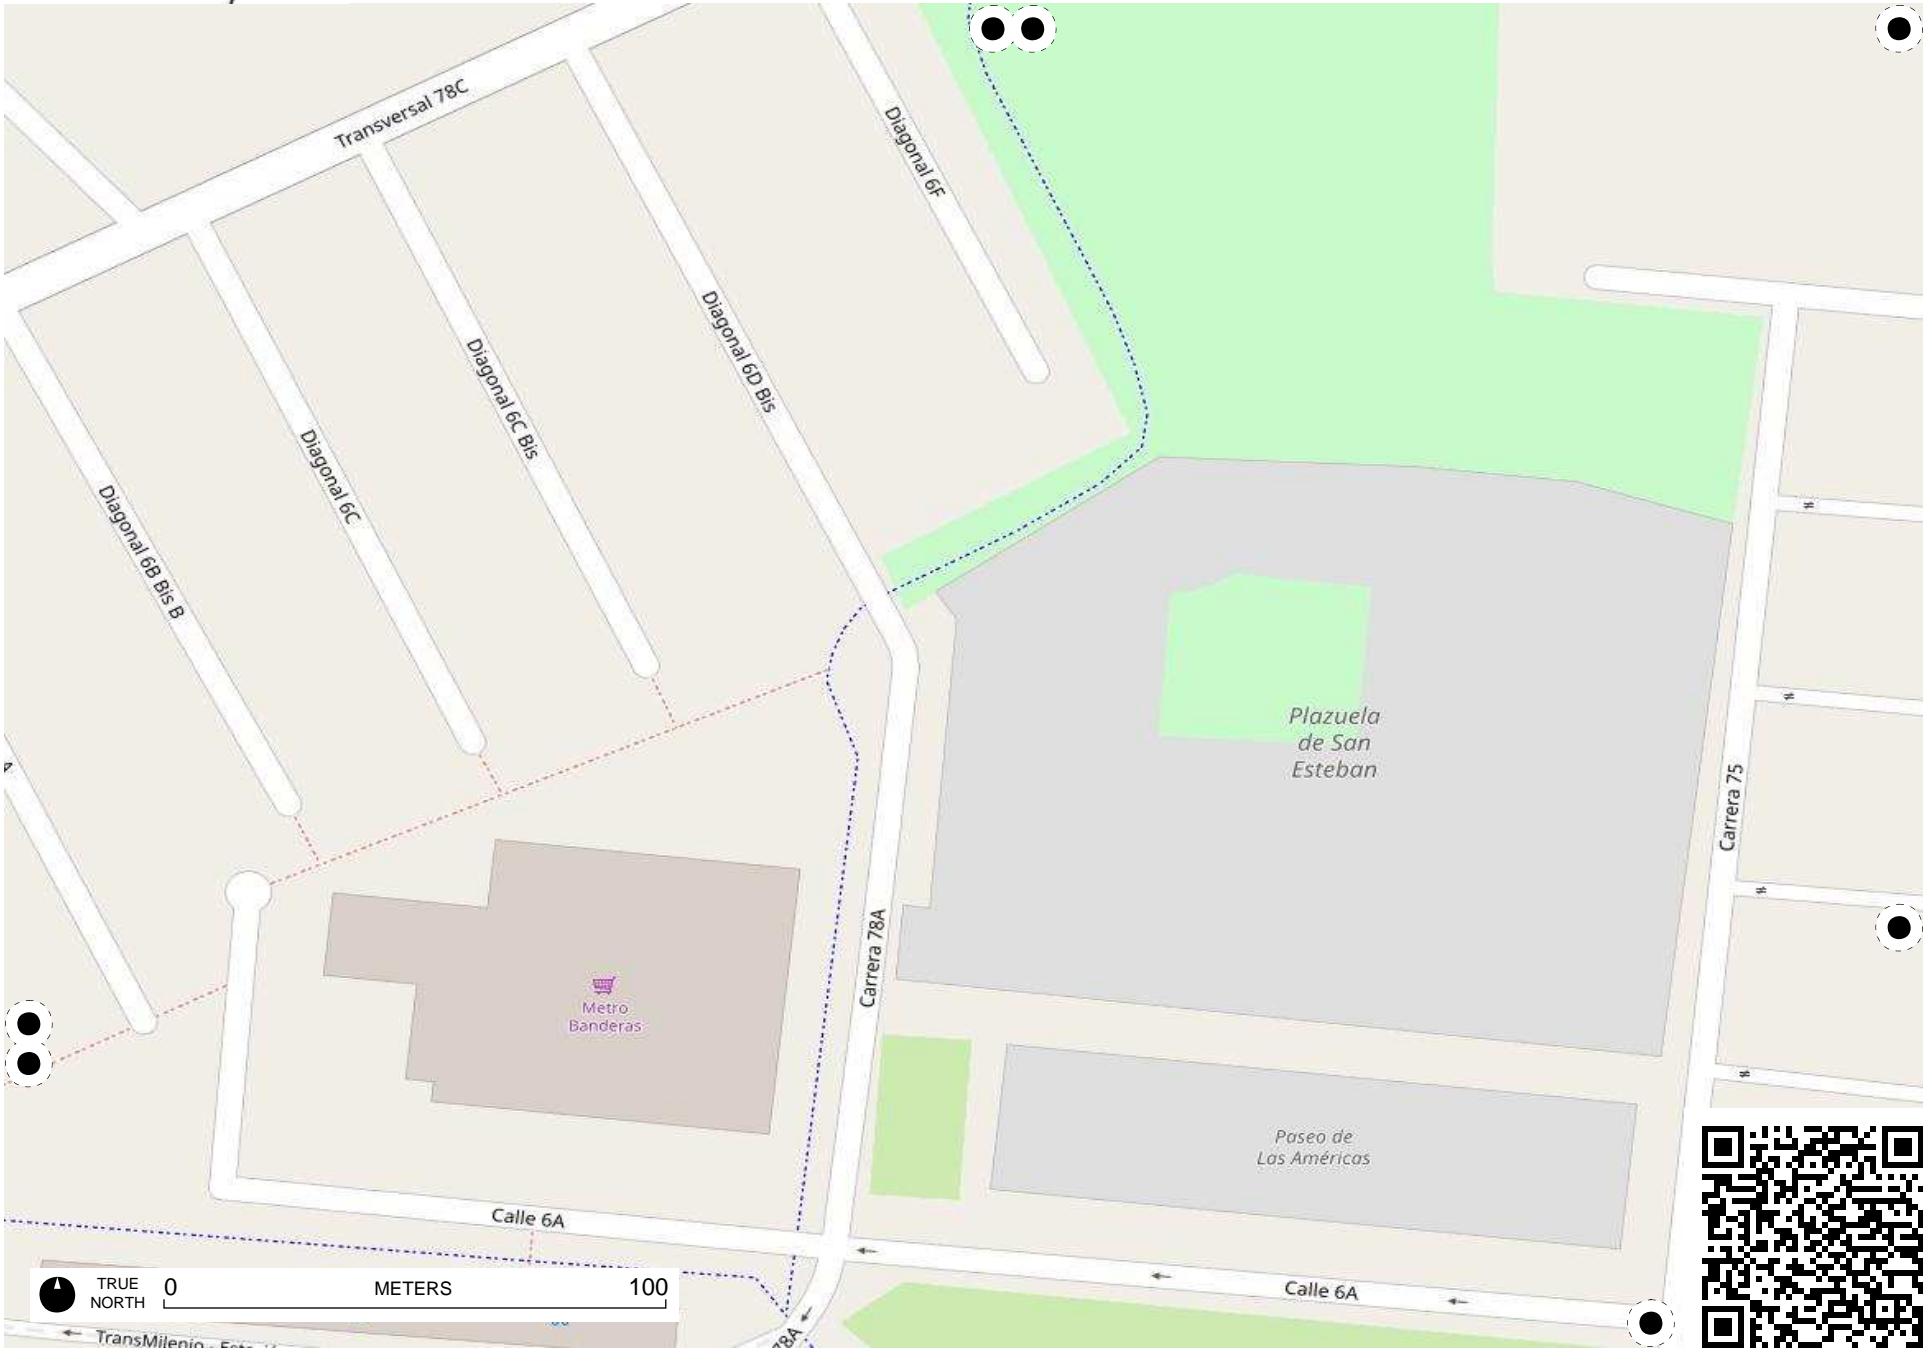 Transversal 78C
Diagonal 6F
Diagonal 6D Bis
Diagonal 6C Bis
Diagonal 6C
Diagonal 6B Bis B
Plazuela
de San
Esteban
Carrera 75
Carrera 78A
Metro
Banderas
Paseo de
Las Américas
Calle 6A
Calle 6A
TRUE
NORTH
0 METERS 100
TransMilenio
78A